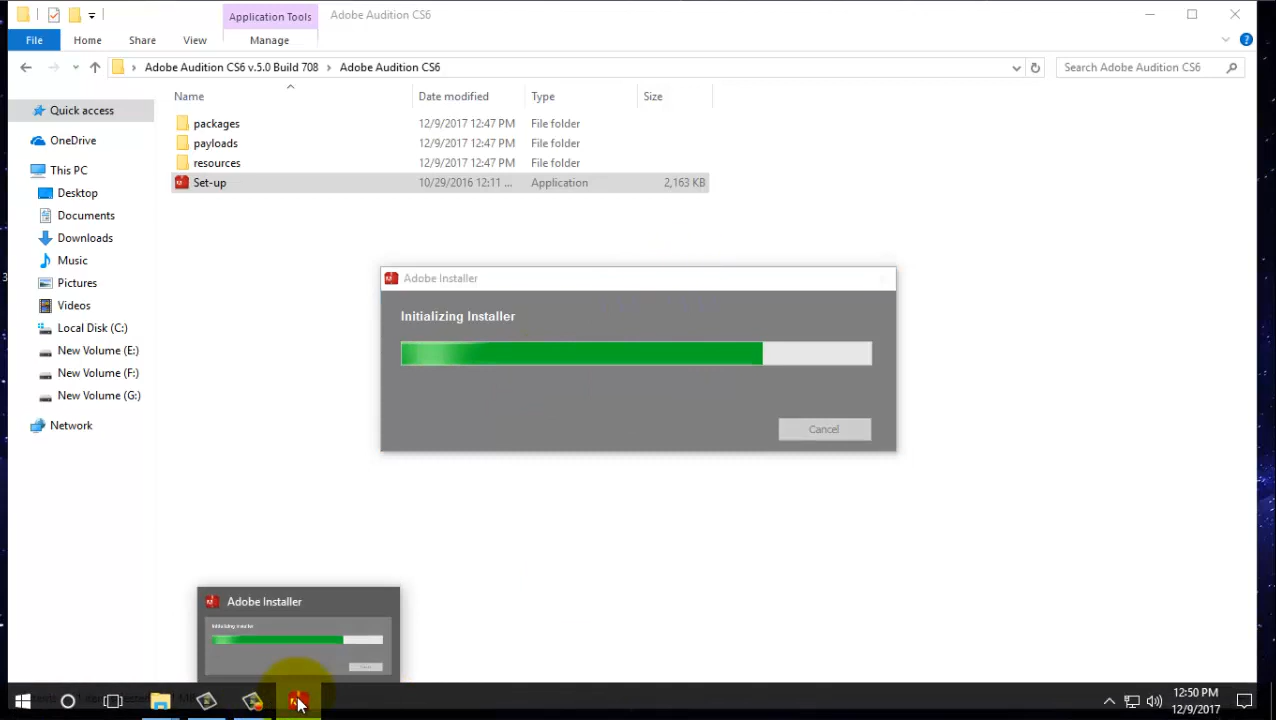 Application Tools
Adobe Audition CS6
File
Home
Share
View
Manage
Adobe Audition CS6 v.5.0 Build 708
Adobe Audition CS6
Search Adobe Audition CS6
Name
Date modified
Type
Size
Quick access
OneDrive
This PC
Desktop
Documents
Downloads
Music
Pictures
Videos
Local Disk (C:)
New Volume (E:)
New Volume (F:)
New Volume (G:)
Network
packages 12/9/2017 12:47 PM File folder
payloads 12/9/2017 12:47 PM File folder
resources 12/9/2017 12:47 PM File folder
Set-up 10/29/2016 12:11 ... Application 2,163 KB
Adobe Installer
Initializing Installer
Cancel
Adobe Installer
Initializing Installer
12:50 PM
12/9/2017